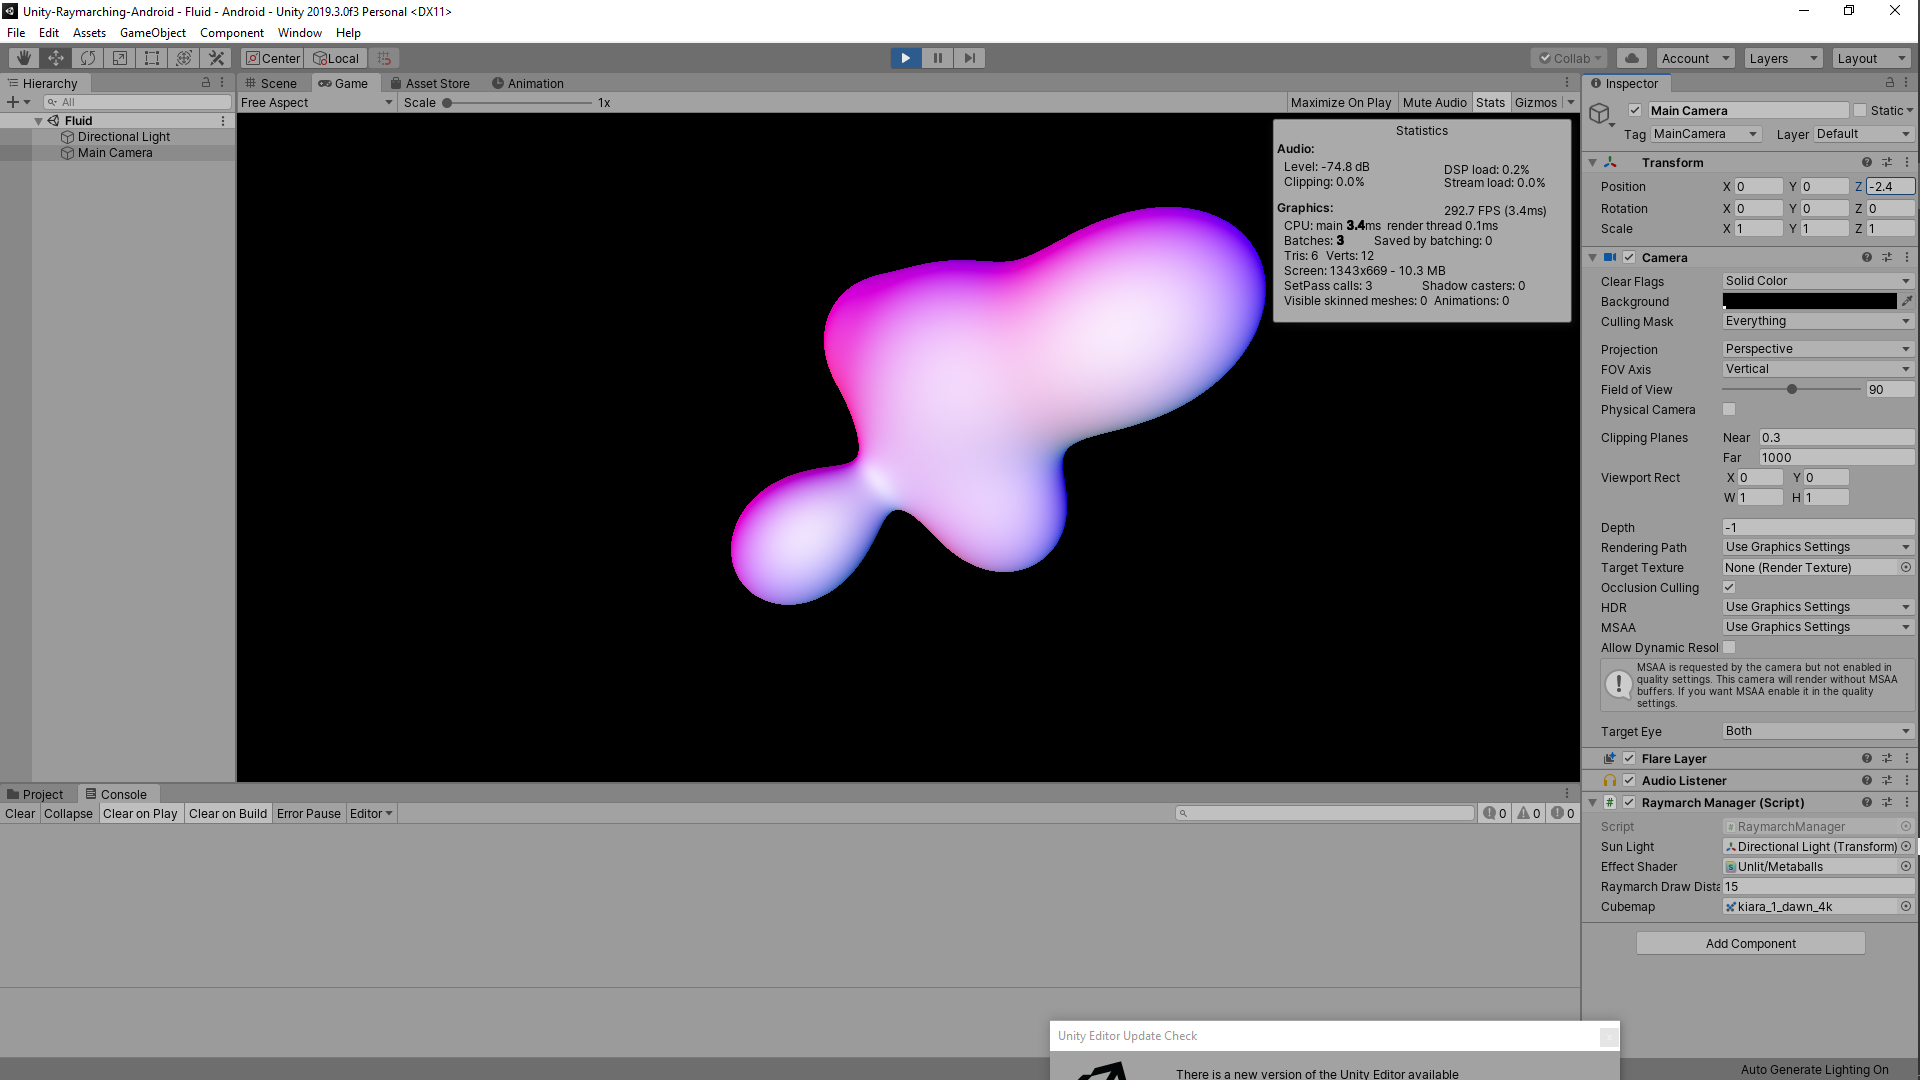 Unity-Raymarching-Android - Fluid - Android - Unity 2019.3.0f3 Personal <DX11>
File Edit Assets GameObject Component Window Help
Center Local Collab Account Layers Layout
Hierarchy
All
Fluid
Directional Light
Main Camera
Scene Game Asset Store Animation
Free Aspect Scale 1x Maximize On Play Mute Audio Stats Gizmos
Statistics
Audio:
Level: -74.8 dB DSP load: 0.2%
Clipping: 0.0% Stream load: 0.0%
Graphics: 292.7 FPS (3.4ms)
CPU: main 3.4ms render thread 0.1ms
Batches: 3 Saved by batching: 0
Tris: 6 Verts: 12
Screen: 1343x669 - 10.3 MB
SetPass calls: 3 Shadow casters: 0
Visible skinned meshes: 0 Animations: 0
Inspector
Main Camera Static
Tag MainCamera Layer Default
Transform
Position X 0 Y 0 Z -2.4
Rotation X 0 Y 0 Z 0
Scale X 1 Y 1 Z 1
Camera
Clear Flags Solid Color
Background
Culling Mask Everything
Projection Perspective
FOV Axis Vertical
Field of View 90
Physical Camera
Clipping Planes Near 0.3
Far 1000
Viewport Rect X 0 Y 0
W 1 H 1
Depth -1
Rendering Path Use Graphics Settings
Target Texture None (Render Texture)
Occlusion Culling
HDR Use Graphics Settings
MSAA Use Graphics Settings
Allow Dynamic Resol
MSAA is requested by the camera but not enabled in
quality settings. This camera will render without MSAA
buffers. If you want MSAA enable it in the quality
settings.
Target Eye Both
Flare Layer
Audio Listener
Raymarch Manager (Script)
Script RaymarchManager
Sun Light Directional Light (Transform)
Effect Shader Unlit/Metaballs
Raymarch Draw Dista 15
Cubemap kiara_1_dawn_4k
Add Component
Project Console
Clear Collapse Clear on Play Clear on Build Error Pause Editor 0 0 0
Unity Editor Update Check
There is a new version of the Unity Editor available
Auto Generate Lighting On